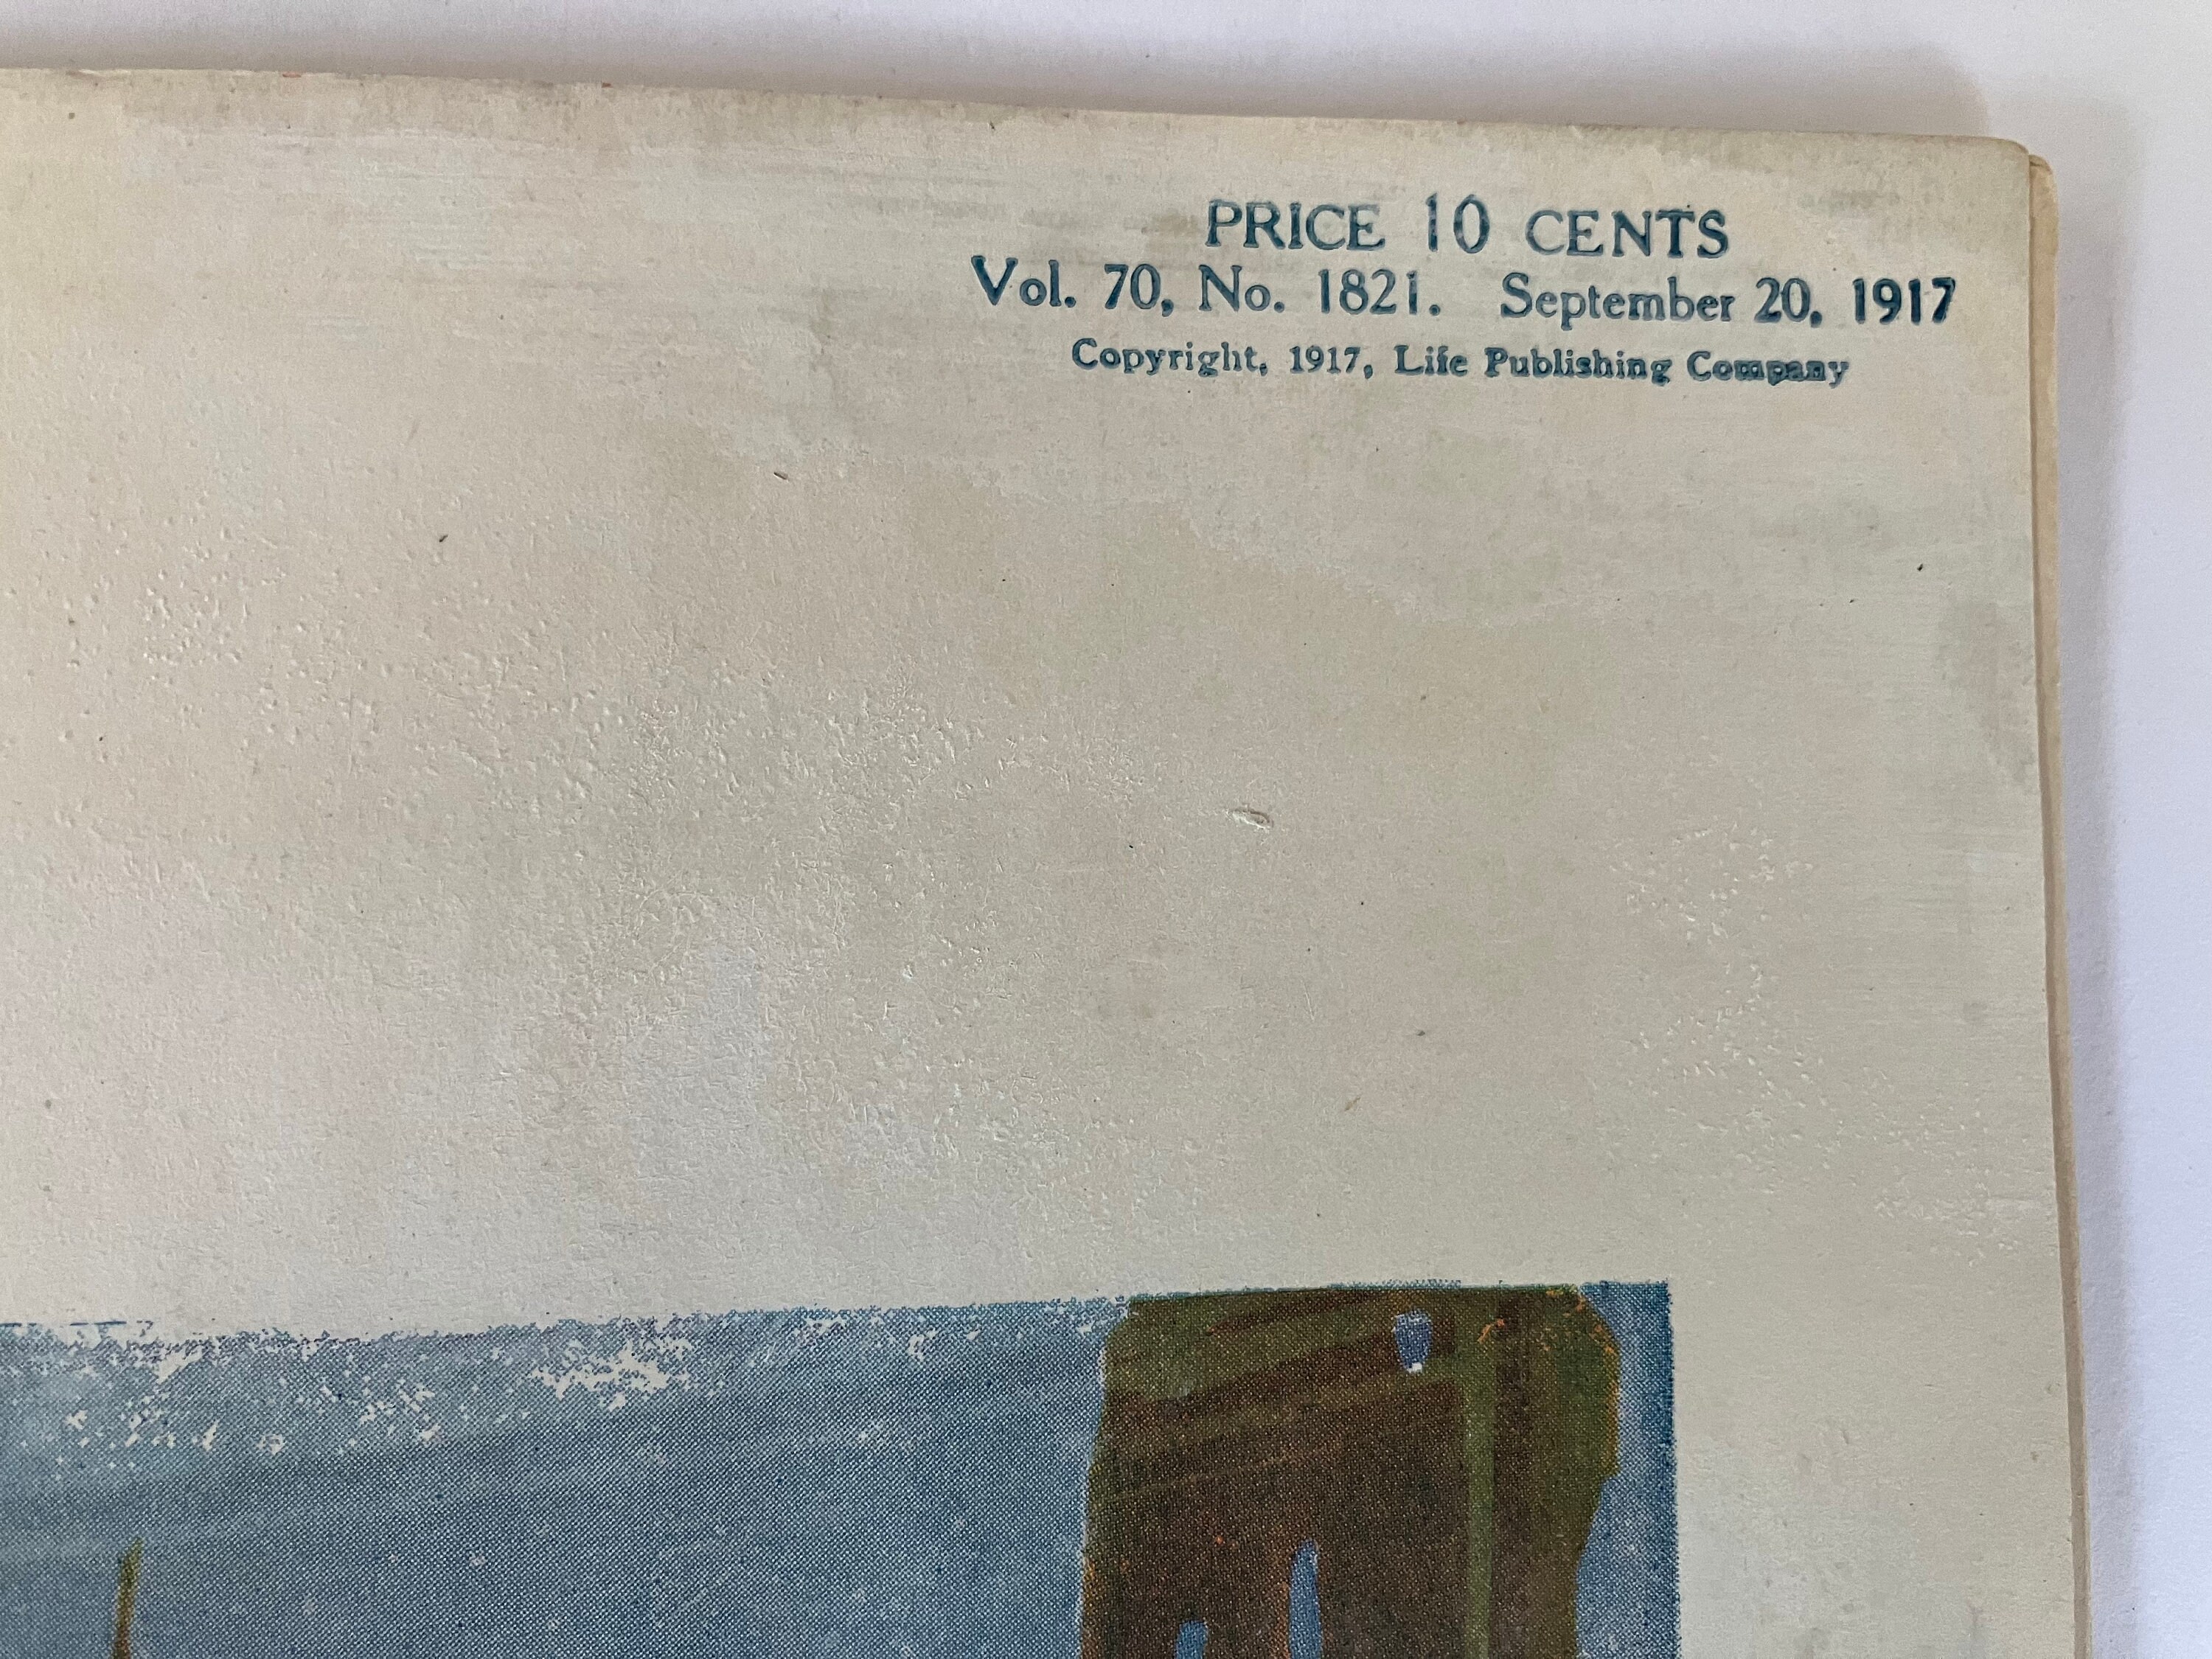 PRICE 10 CENTS
Vol. 70, No. 1821. September 20, 1917
Copyright, 1917, Life Publishing Company